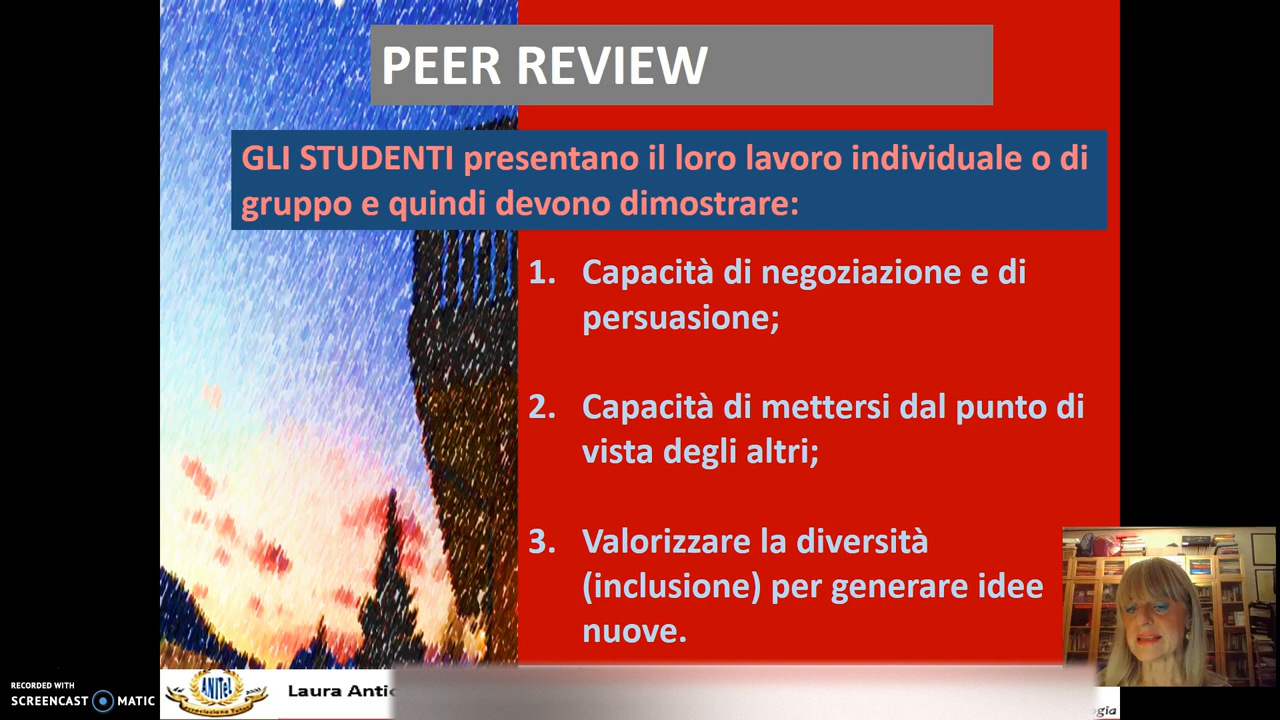 PEER REVIEW
GLI STUDENTI presentano il loro lavoro individuale o di
gruppo e quindi devono dimostrare:
1. Capacità di negoziazione e di
persuasione;
2. Capacità di mettersi dal punto di
vista degli altri;
3. Valorizzare la diversità
(inclusione) per generare idee
nuove.
RECORDED WITH
SCREENCAST MATIC
ANITeL
Laura